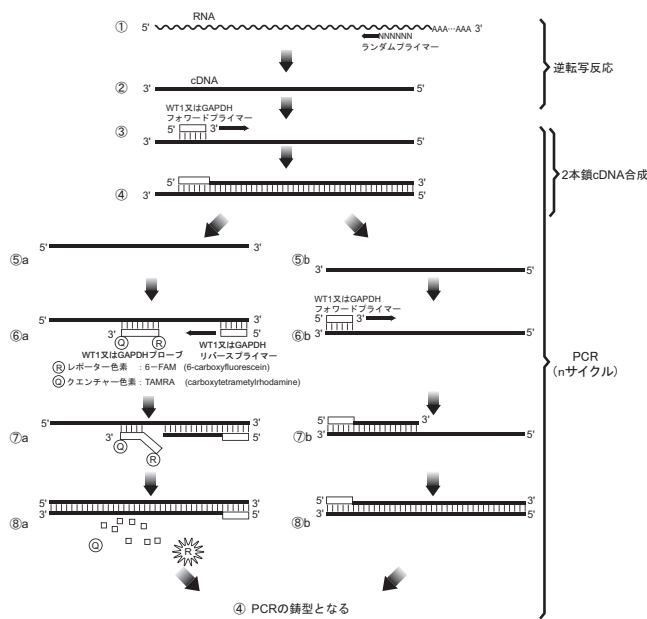 RNA
① 5' AAA…AAA 3'
NNNNNN
ランダムプライマー
逆転写反応
cDNA
② 3' 5'
WT1又はGAPDH
フォワードプライマー
5' 3'
③ 3' 5'
5' 3'
④ 3' 5'
2本鎖cDNA合成
5' 3'
⑤a
⑤b
3' 5'
WT1又はGAPDH
フォワードプライマー
5' 3'
⑥b
3' 5'
5' 3'
⑥a
3' 5'
Q R
WT1又はGAPDHプローブ
WT1又はGAPDH
リバースプライマー
R レポーター色素 : 6-FAM (6-carboxyfluorescein)
Q クエンチャー色素 : TAMRA (carboxytetrametylrhodamine)
PCR
(nサイクル)
5' 3'
⑦a
3' 5'
Q
R
5' 3'
⑦b
3' 5'
5' 3'
3' 5'
⑧a
Q
R
5' 3'
⑧b
3' 5'
④ PCRの鋳型となる